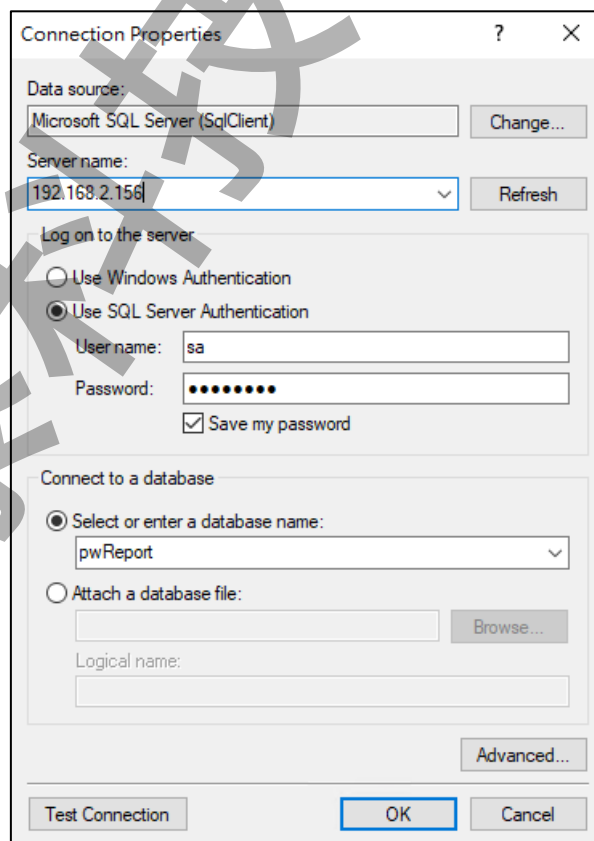 Connection Properties ? ×
Data source:
Microsoft SQL Server (SqlClient) Change...
Server name:
192.168.2.156 Refresh
Log on to the server
Use Windows Authentication
Use SQL Server Authentication
User name: sa
Password: ●●●●●●●●
Save my password
Connect to a database
Select or enter a database name:
pwReport
Attach a database file:
Browse...
Logical name:
Advanced...
Test Connection OK Cancel
科技